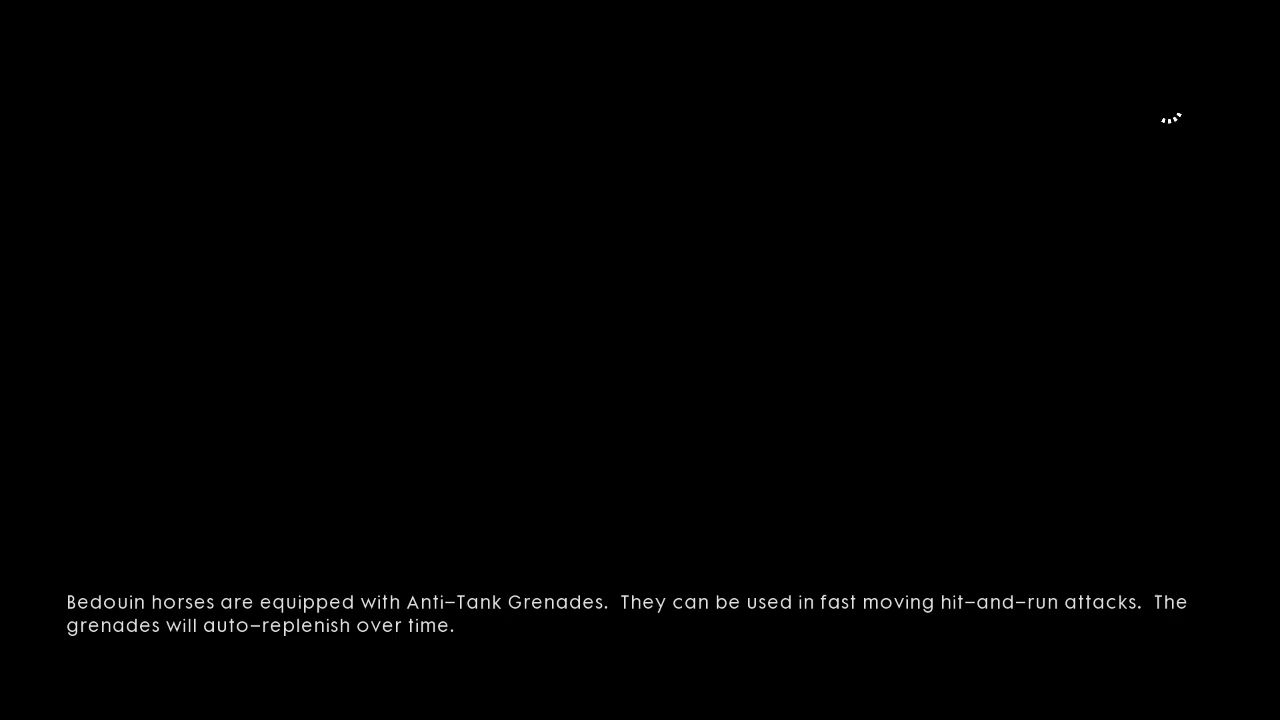 Bedouin horses are equipped with Anti-Tank Grenades.  They can be used in fast moving hit-and-run attacks.  The
grenades will auto-replenish over time.